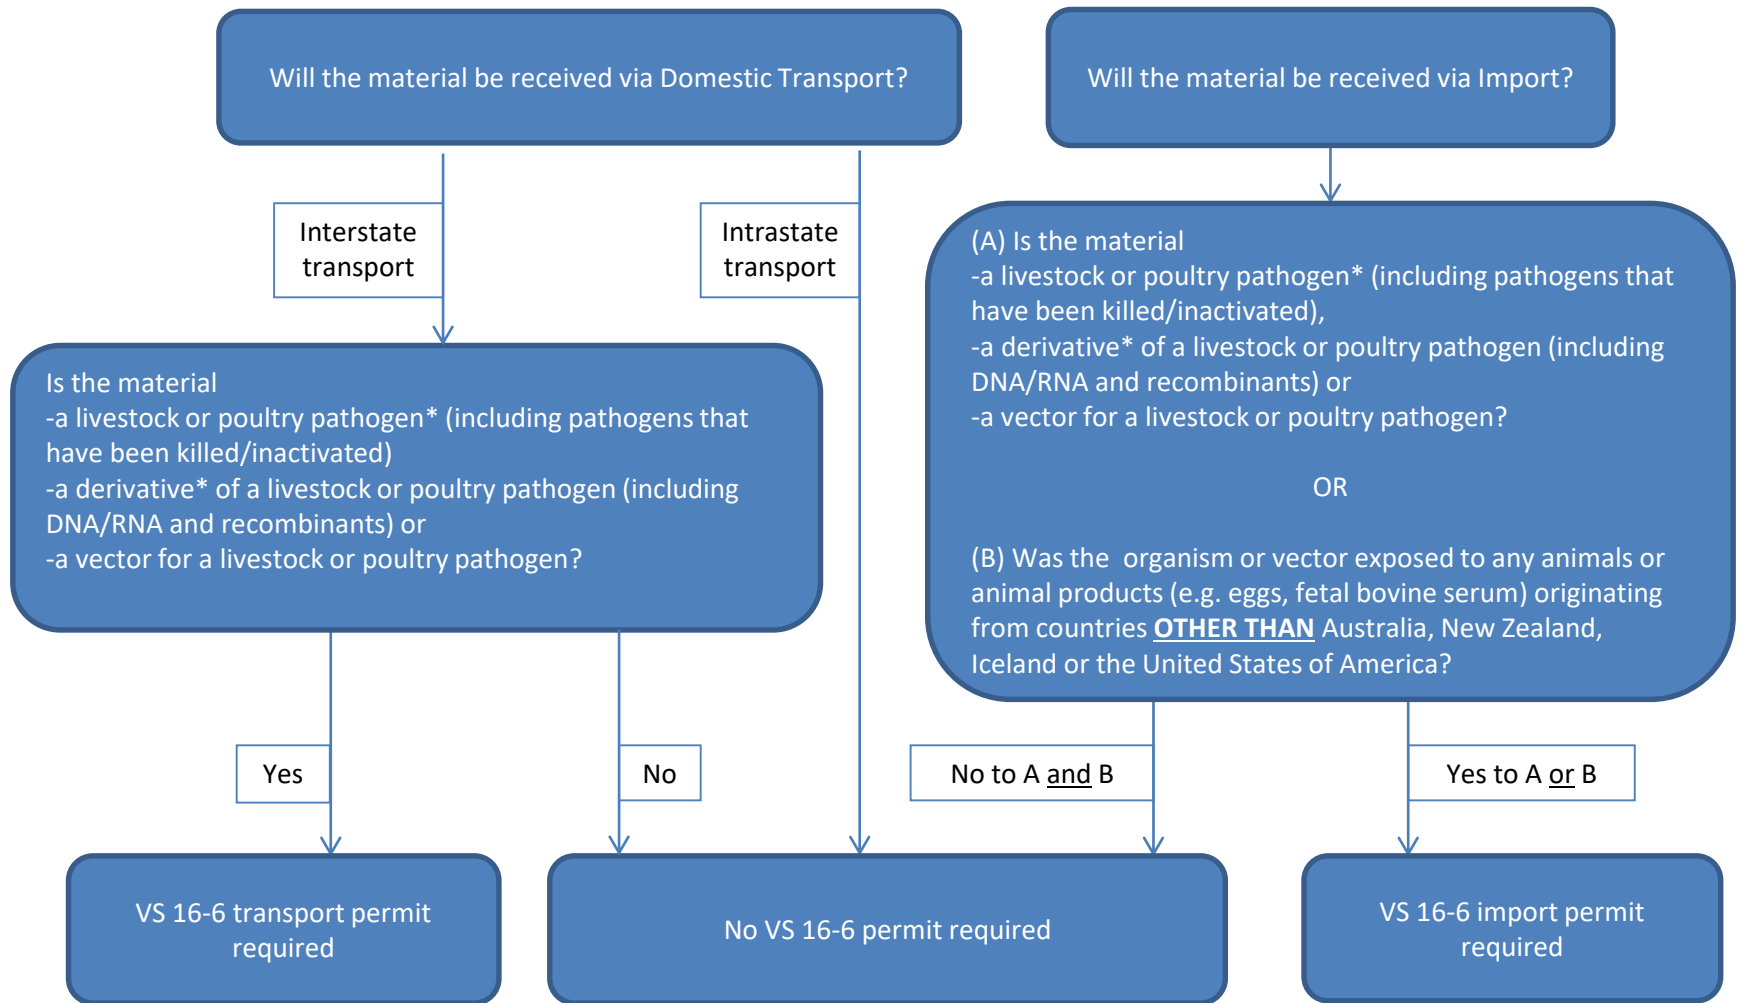 Will the material be received via Domestic Transport?
Will the material be received via Import?
Interstate
transport
Intrastate
transport
Is the material
-a livestock or poultry pathogen* (including pathogens that
have been killed/inactivated)
-a derivative* of a livestock or poultry pathogen (including
DNA/RNA and recombinants) or
-a vector for a livestock or poultry pathogen?
(A) Is the material
-a livestock or poultry pathogen* (including pathogens that
have been killed/inactivated),
-a derivative* of a livestock or poultry pathogen (including
DNA/RNA and recombinants) or
-a vector for a livestock or poultry pathogen?
OR
(B) Was the  organism or vector exposed to any animals or
animal products (e.g. eggs, fetal bovine serum) originating
from countries OTHER THAN Australia, New Zealand,
Iceland or the United States of America?
Yes
No
No to A and B
Yes to A or B
VS 16-6 transport permit
required
No VS 16-6 permit required
VS 16-6 import permit
required